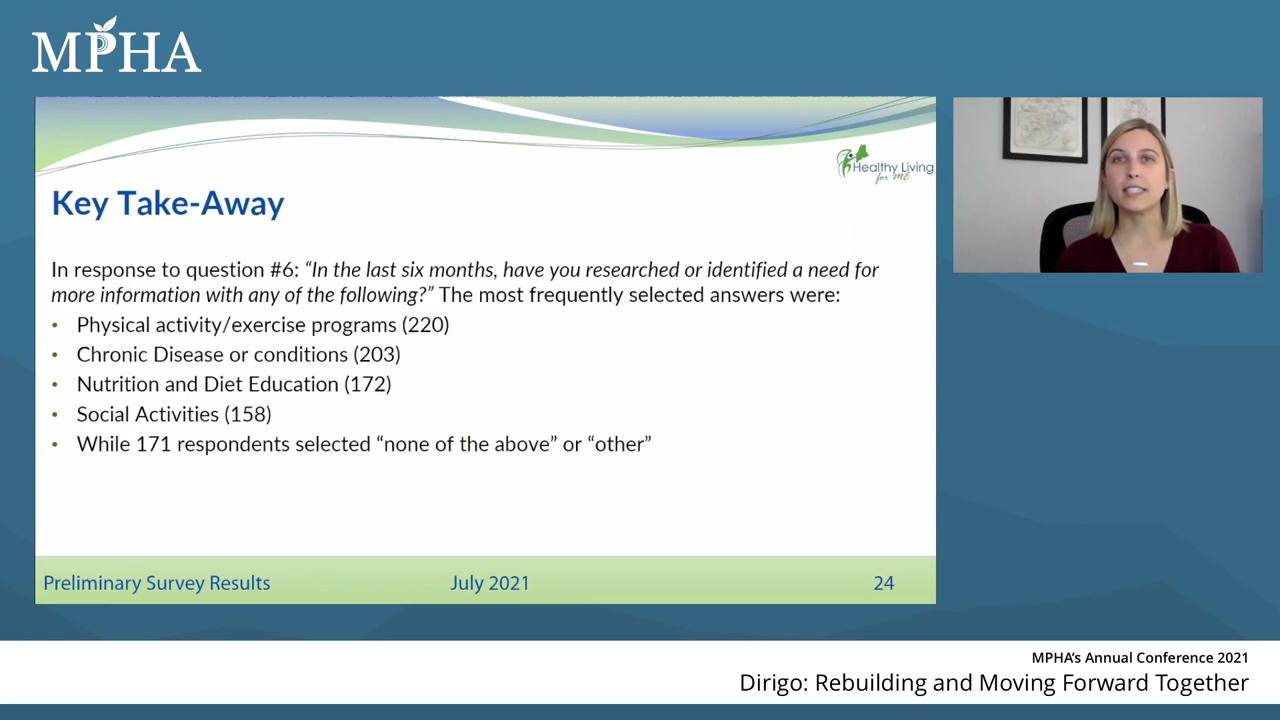 MPHA
Healthy Living
for ME
Key Take-Away
In response to question #6: “In the last six months, have you researched or identified a need for
more information with any of the following?” The most frequently selected answers were:
• Physical activity/exercise programs (220)
• Chronic Disease or conditions (203)
• Nutrition and Diet Education (172)
• Social Activities (158)
• While 171 respondents selected “none of the above” or “other”
Preliminary Survey Results July 2021 24
MPHA’s Annual Conference 2021
Dirigo: Rebuilding and Moving Forward Together